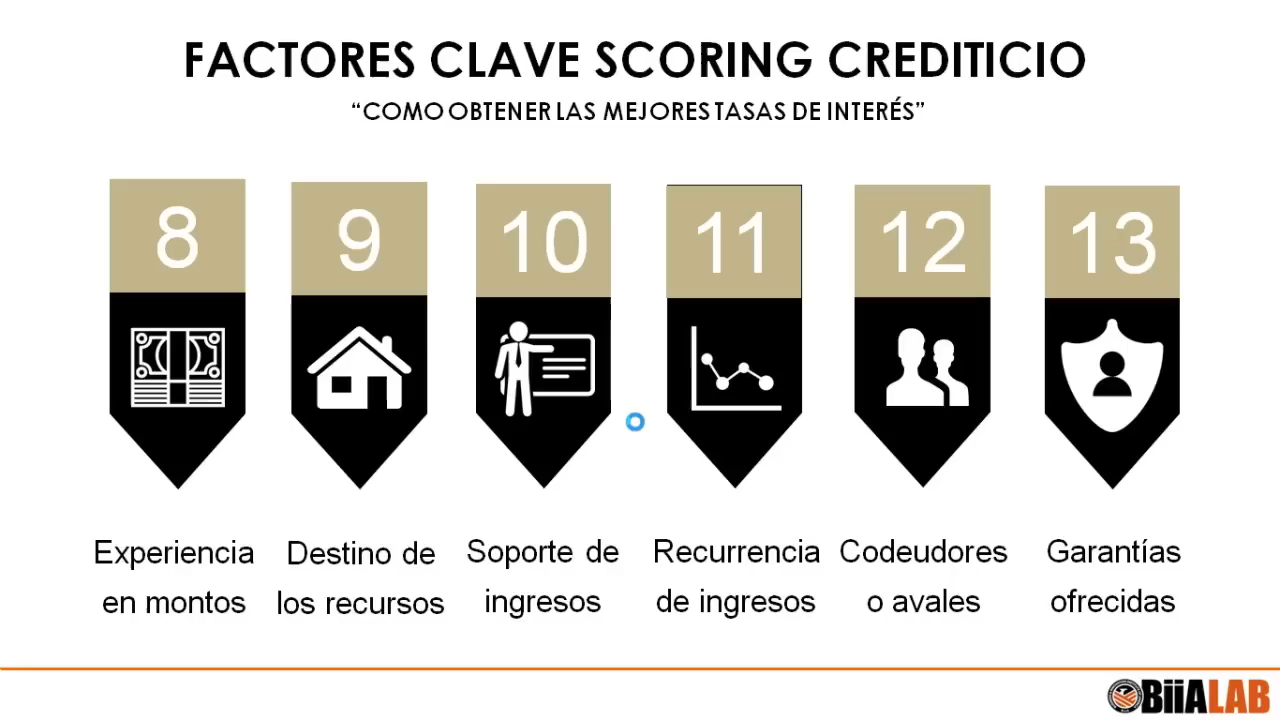 FACTORES CLAVE SCORING CREDITICIO
“COMO OBTENER LAS MEJORES TASAS DE INTERÉS”
8
9
10
11
12
13
Experiencia
en montos
Destino de
los recursos
Soporte de
ingresos
Recurrencia
de ingresos
Codeudores
o avales
Garantías
ofrecidas
BiiALAB